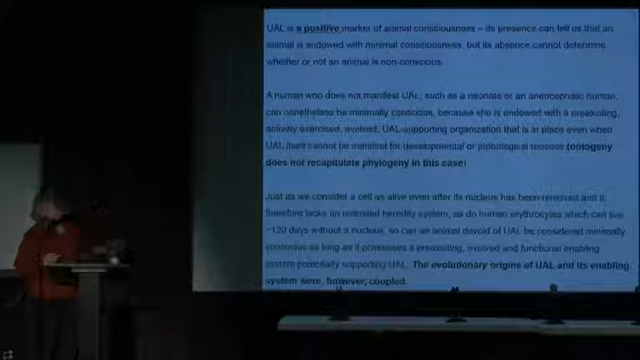 UAL is a positive marker of animal consciousness – its presence can tell us that an
animal is endowed with minimal consciousness, but its absence cannot determine
whether or not an animal is non-conscious.
A human who does not manifest UAL, such as a neonate or an anencephalic human,
can nonetheless be minimally conscious, because she is endowed with a preexisting,
actively exercised, evolved, UAL-supporting organization that is in place even when
UAL itself cannot be manifest for developmental or pathological reasons (ontogeny
does not recapitulate phylogeny in this case)
Just as we consider a cell as alive even after its nucleus has been removed and it
therefore lacks an unlimited heredity system, as do human erythrocytes which can live
~120 days without a nucleus, so can an animal devoid of UAL be considered minimally
conscious as long as it possesses a preexisting, evolved and functional enabling
system potentially supporting UAL. The evolutionary origins of UAL and its enabling
system were, however, coupled.